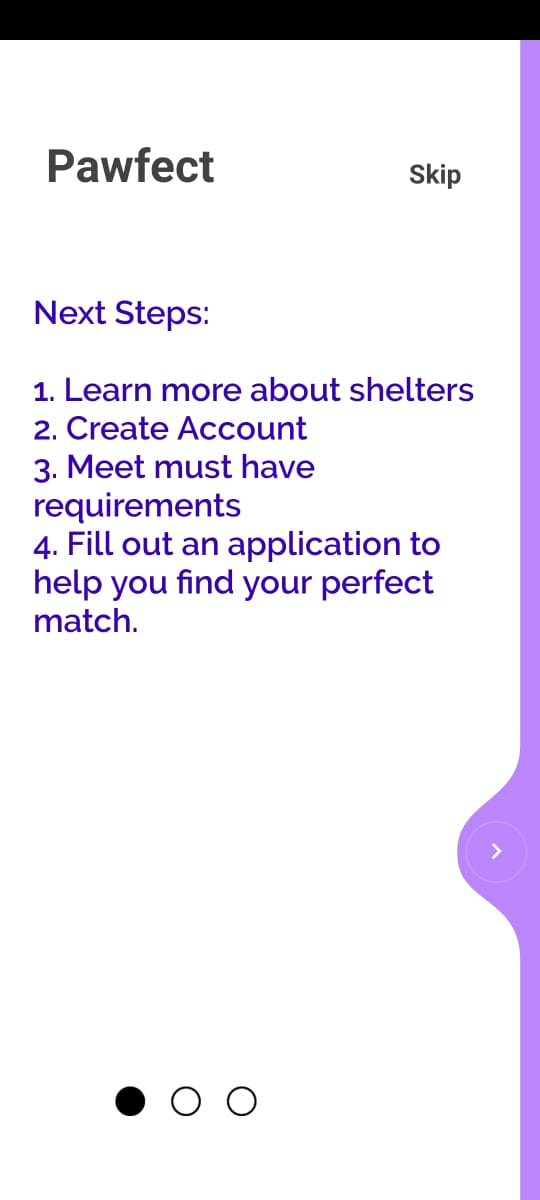 Pawfect
Skip
Next Steps:
1. Learn more about shelters
2. Create Account
3. Meet must have
requirements
4. Fill out an application to
help you find your perfect
match.